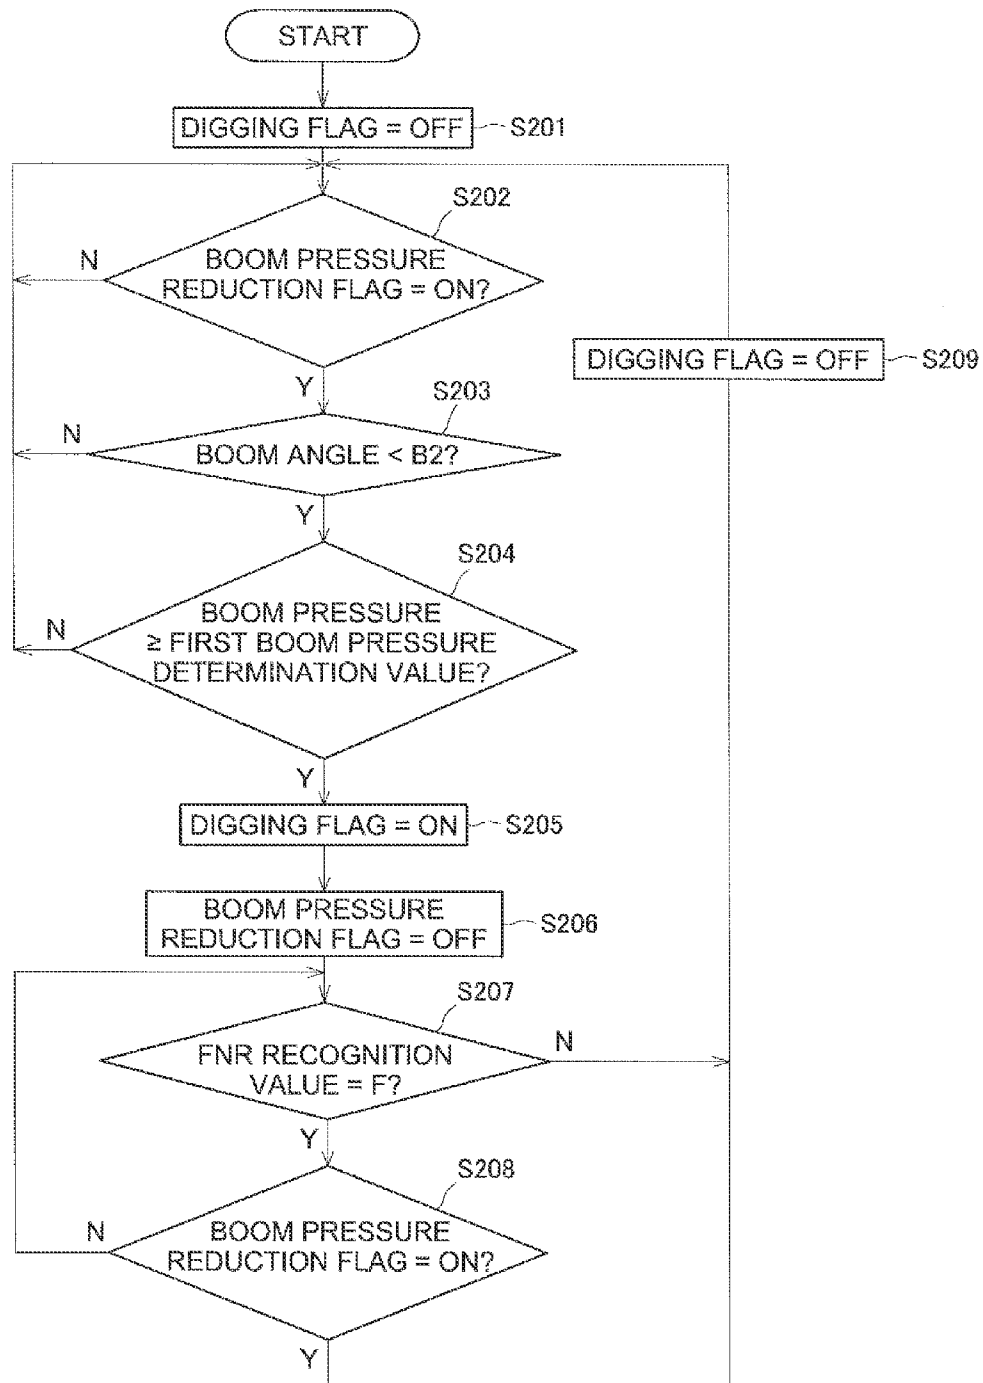 START
DIGGING FLAG = OFF
S201
S202
N
BOOM PRESSURE
REDUCTION FLAG = ON?
Y
DIGGING FLAG = OFF
S209
S203
N
BOOM ANGLE < B2?
Y
S204
N
BOOM PRESSURE
≥ FIRST BOOM PRESSURE
DETERMINATION VALUE?
Y
DIGGING FLAG = ON
S205
BOOM PRESSURE
REDUCTION FLAG = OFF
S206
S207
FNR RECOGNITION
VALUE = F?
N
Y
S208
N
BOOM PRESSURE
REDUCTION FLAG = ON?
Y